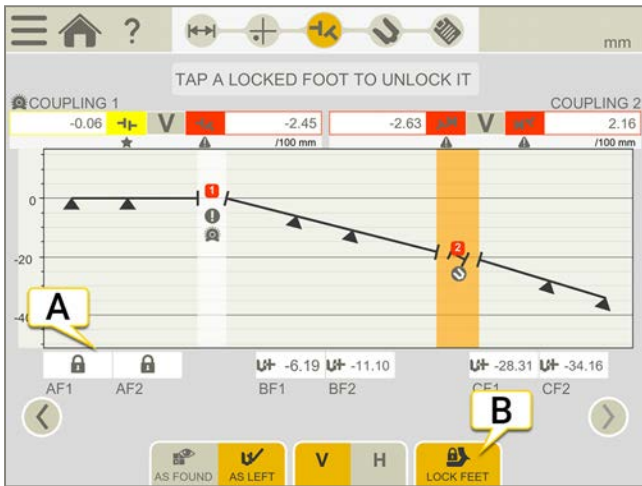 ?
mm
TAP A LOCKED FOOT TO UNLOCK IT
COUPLING 1 COUPLING 2
-0.06 V -2.45 -2.63 V 2.16
/100 mm /100 mm
0
1
2
-20
A
-40
-6.19 -11.10 -28.31 -34.16
AF1 AF2 BF1 BF2 CF1 CF2
B
AS FOUND AS LEFT V H LOCK FEET